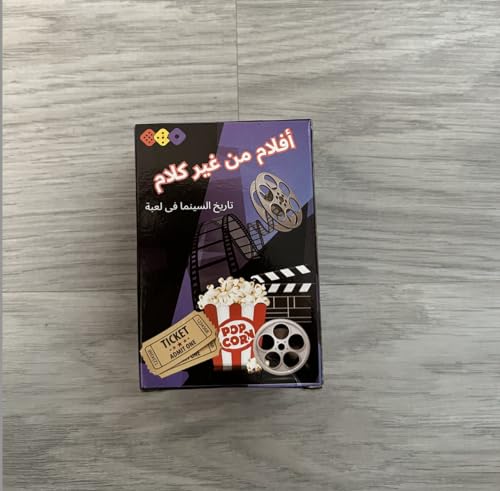 أفلام من غير كلام
تاريخ السينما فى لعبة
POP
CORN
TICKET
ADMIT ONE